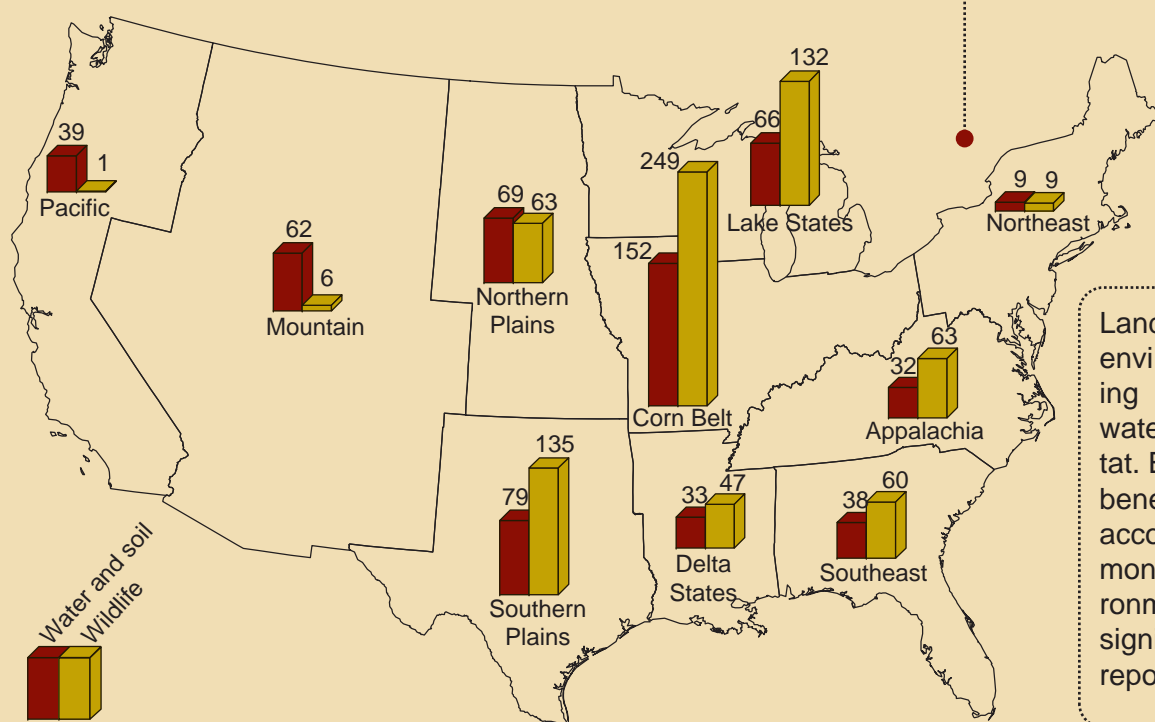 132
66
249
39
1
69 63
9 9
Pacific
Lake States
Northeast
62
152
6
Northern
Plains
Mountain
63
32
Corn Belt
Appalachia
135
79
33 47
60
38
Delta
States
Southeast
Southern
Plains
Water and soil
Wildlife
ing